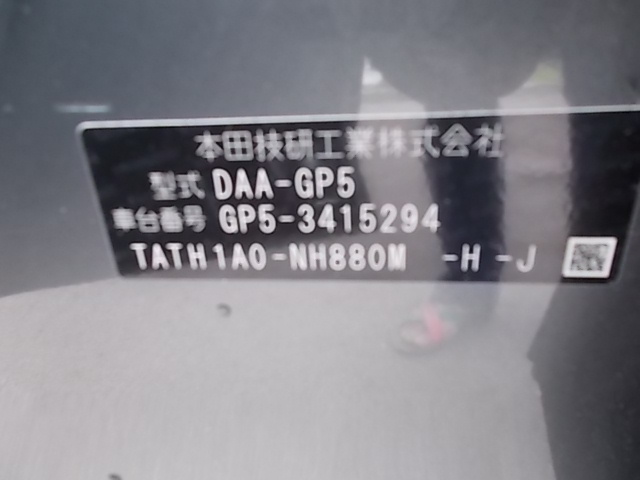 本田技研工業株式会社
型式 DAA-GP5
車台番号 GP5-3415294
TATH1A0-NH880M -H -J